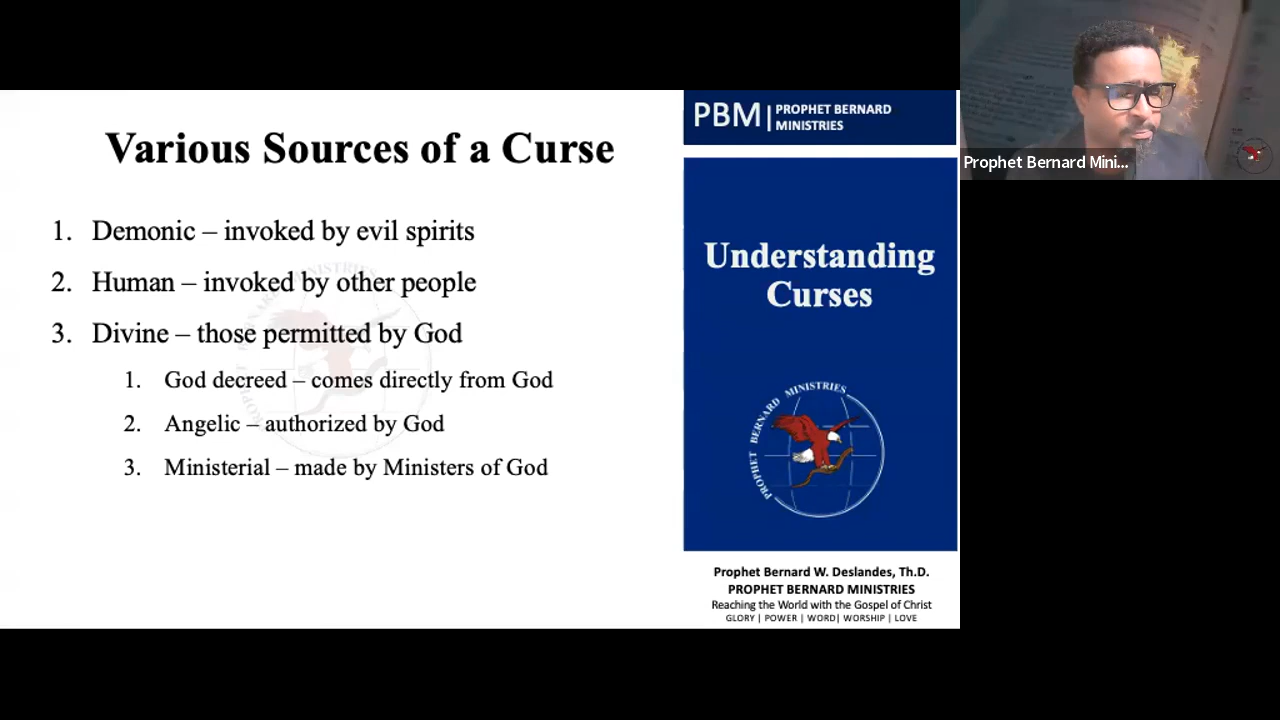 Various Sources of a Curse
1. Demonic – invoked by evil spirits
2. Human – invoked by other people
3. Divine – those permitted by God
1. God decreed – comes directly from God
2. Angelic – authorized by God
3. Ministerial – made by Ministers of God
PBM | PROPHET BERNARD
MINISTRIES
Understanding
Curses
PROPHET BERNARD MINISTRIES
Prophet Bernard W. Deslandes, Th.D.
PROPHET BERNARD MINISTRIES
Reaching the World with the Gospel of Christ
GLORY | POWER | WORD| WORSHIP | LOVE
Prophet Bernard Mini...